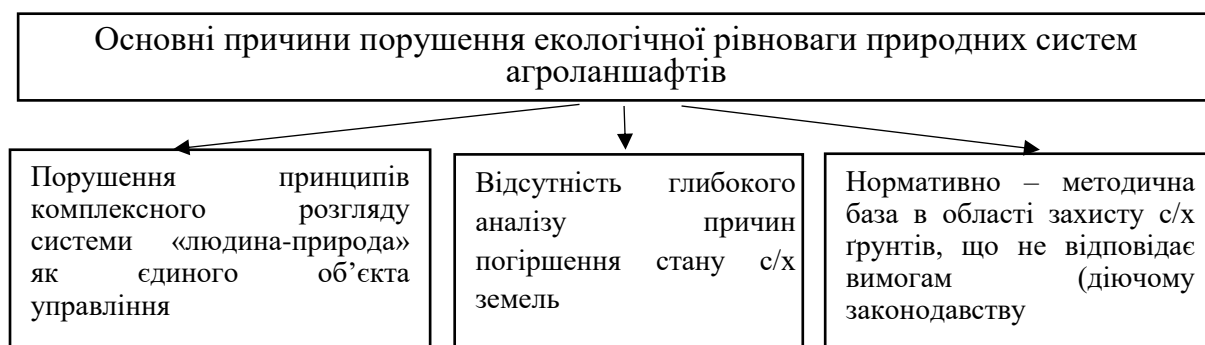 Основні причини порушення екологічної рівноваги природних систем
агроланшафтів
Порушення принципів
комплексного розгляду
системи «людина-природа»
як єдиного об’єкта
управління
Відсутність глибокого
аналізу причин
погіршення стану с/х
земель
Нормативно – методична
база в області захисту с/х
ґрунтів, що не відповідає
вимогам (діючому
законодавству